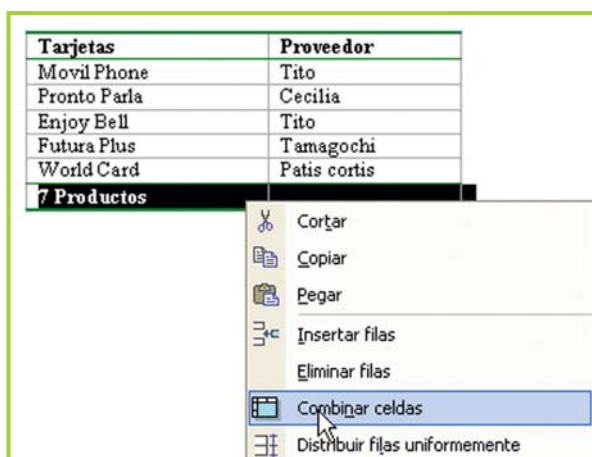 Tarjetas Proveedor
Movil Phone Tito
Pronto Parla Cecilia
Enjoy Bell Tito
Futura Plus Tamagochi
World Card Patis cortis
7 Productos
Cortar
Copiar
Pegar
Insertar filas
Eliminar filas
Combinar celdas
Distribuir filas uniformemente